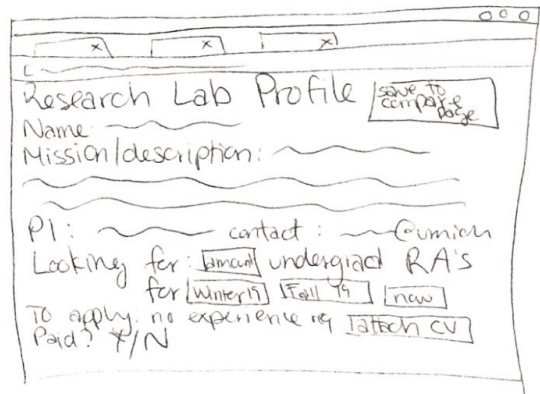 x x x
Research Lab Profile save to compare page
Name:
Mission/description:
PI: contact: @umich
Looking for: [amount] undergrad RA's
for [Winter 19] [Fall 19] [new]
To apply: no experience req [attach CV]
Paid? Y/N